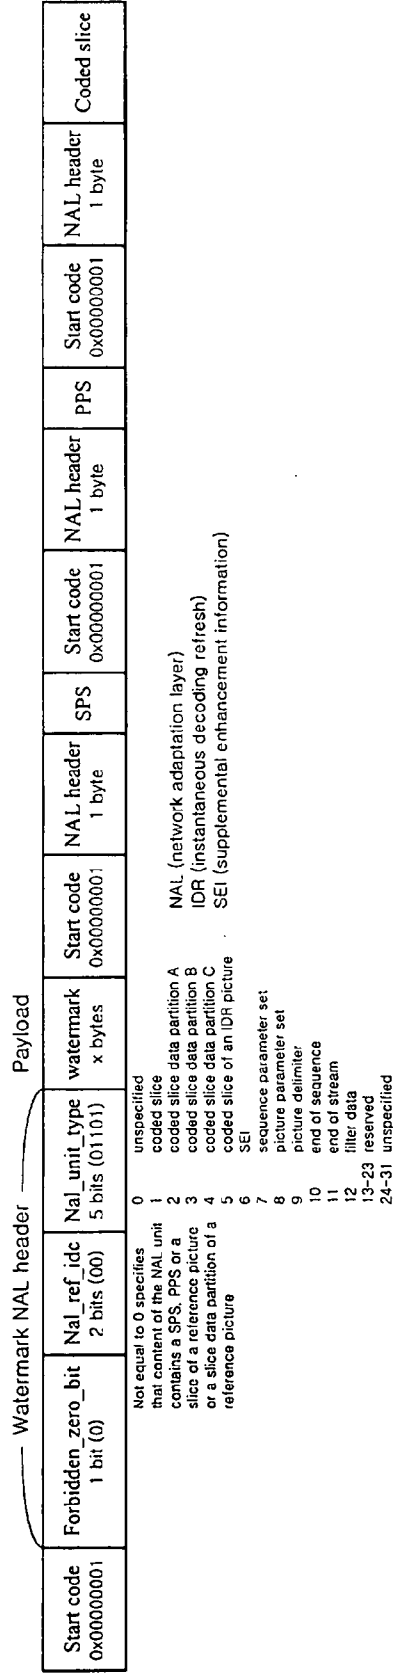 Watermark NAL header
Payload
Start code
0x00000001
Forbidden_zero_bit
1 bit (0)
Nal_ref_idc
2 bits (00)
Nal_unit_type
5 bits (01101)
watermark
x bytes
Start code
0x00000001
NAL header
1 byte
SPS
Start code
0x00000001
NAL header
1 byte
PPS
Start code
0x00000001
NAL header
1 byte
Coded slice
Not equal to 0 specifies
that content of the NAL unit
contains a SPS, PPS or a
slice of a reference picture
or a slice data partition of a
reference picture
0 unspecified
1 coded slice
2 coded slice data partition A
3 coded slice data partition B
4 coded slice data partition C
5 coded slice of an IDR picture
6 SEI
7 sequence parameter set
8 picture parameter set
9 picture delimiter
10 end of sequence
11 end of stream
12 filter data
13–23 reserved
24–31 unspecified
NAL (network adaptation layer)
IDR (instantaneous decoding refresh)
SEI (supplemental enhancement information)